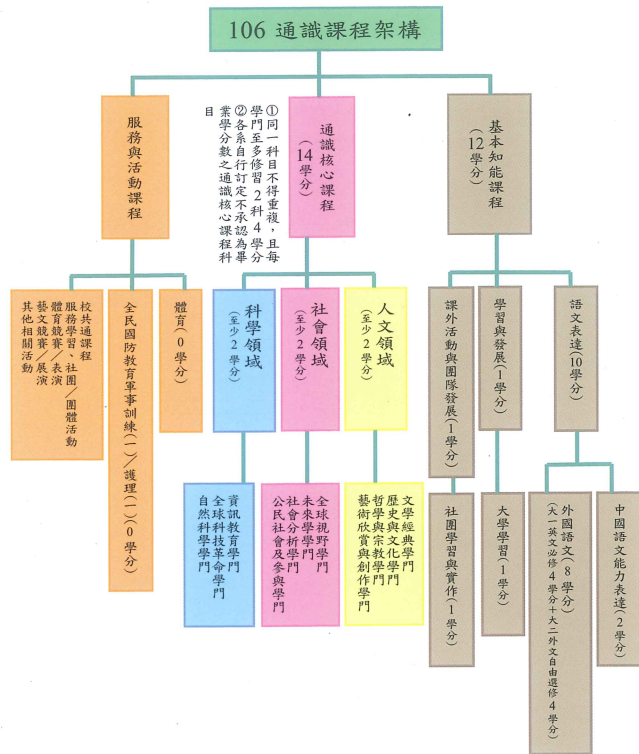 106 通識課程架構
基本知能課程
(12學分)
語文表達(10學分)
中國語文能力表達(2學分)
外國語文(8學分)
(大一英文必修4學分+大二外文自由選修4學分)
學習與發展(1學分)
大學學習(1學分)
課外活動與團隊發展(1學分)
社團學習與實作(1學分)
通識核心課程
(14學分)
①同一科目不得重複,且每
學門至多修習2科4學分
②各系自行訂定不承認為畢
業學分數之通識核心課程科
目
人文領域
(至少2學分)
文學經典學門
歷史與文化學門
哲學與宗教學門
藝術欣賞與創作學門
社會領域
(至少2學分)
全球視野學門
未來學學門
社會分析學門
公民社會及參與學門
科學領域
(至少2學分)
資訊教育學門
全球科技革命學門
自然科學學門
服務與活動課程
體育(0學分)
全民國防教育軍事訓練(一)/護理(一)(0學分)
校共通課程
服務學習、社團/團體活動
體育競賽/表演
藝文競賽/展演
其他相關活動